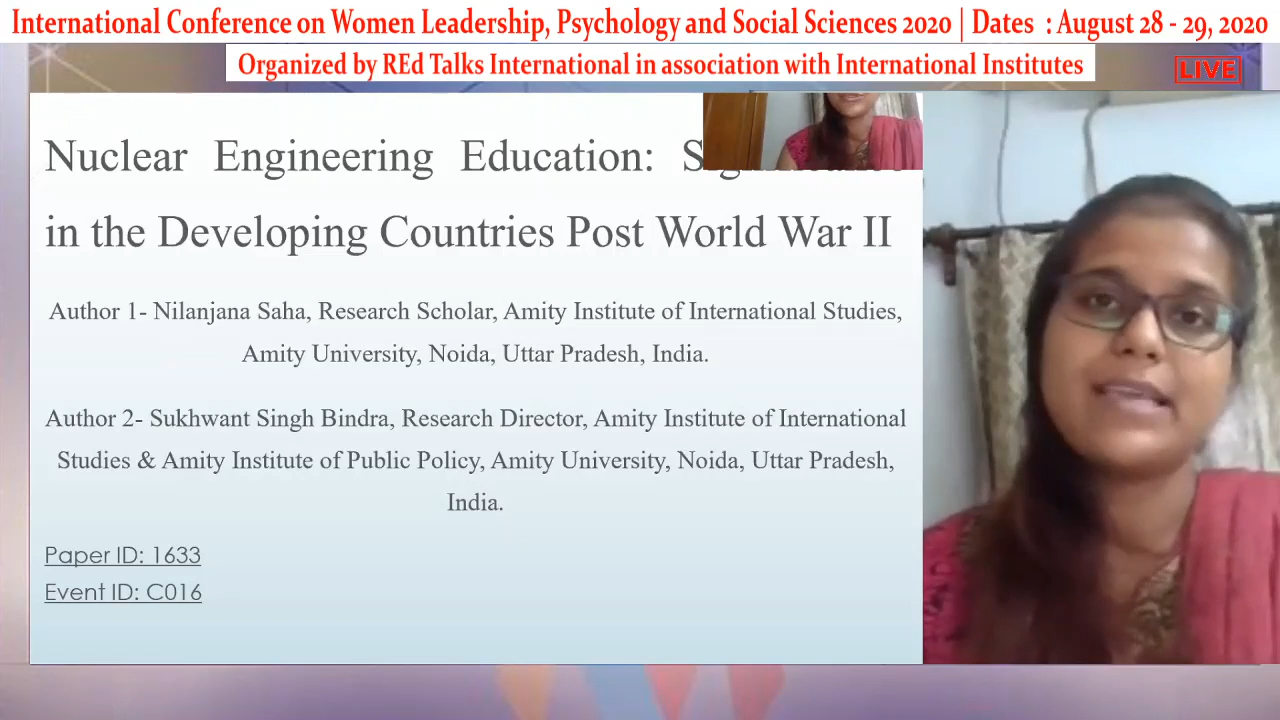 International Conference on Women Leadership, Psychology and Social Sciences 2020 | Dates : August 28 - 29, 2020
Organized by REd Talks International in association with International Institutes
LIVE
Nuclear Engineering Education:
in the Developing Countries Post World War II
Author 1- Nilanjana Saha, Research Scholar, Amity Institute of International Studies,
Amity University, Noida, Uttar Pradesh, India.
Author 2- Sukhwant Singh Bindra, Research Director, Amity Institute of International
Studies & Amity Institute of Public Policy, Amity University, Noida, Uttar Pradesh,
India.
Paper ID: 1633
Event ID: C016